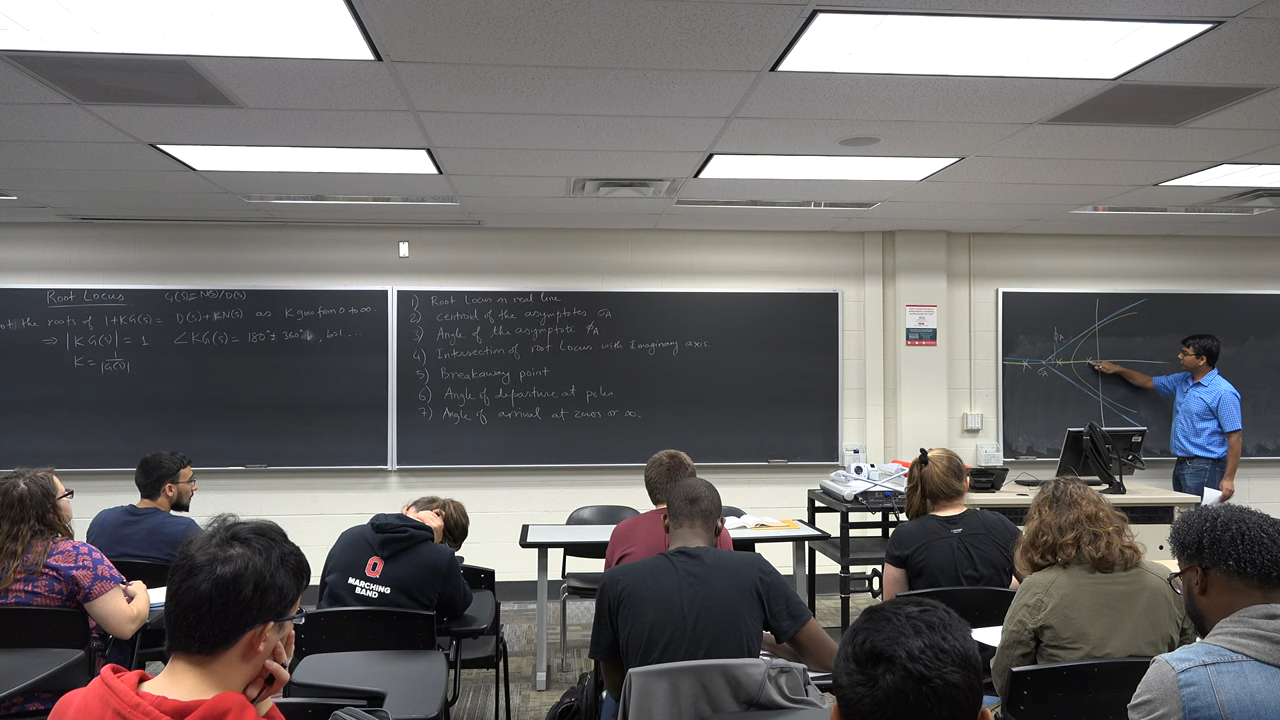 Root Locus G(s)=N(s)/D(s)
ot the roots of 1+KG(s)= D(s)+KN(s) as K goes from 0 to ∞.
⇒ |KG(s)| = 1 ∠KG(s) = 180°± 360°
K = 1/|G(s)|
1) Root Locus on real line.
2) Centroid of the asymptotes σA
3) Angle of the asymptote ϕA.
4) Intersection of root locus with Imaginary axis.
5) Breakaway point
6) Angle of departure at poles
7) Angle of arrival at zeros or ∞.
σA
O
MARCHING
BAND